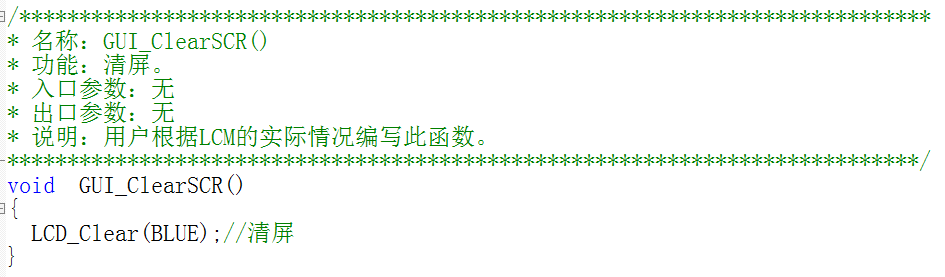 /****************************************************************************
* 名称：GUI_ClearSCR()
* 功能：清屏。
* 入口参数：无
* 出口参数：无
* 说明：用户根据LCM的实际情况编写此函数。
****************************************************************************/
void  GUI_ClearSCR()
{
  LCD_Clear(BLUE);//清屏
}